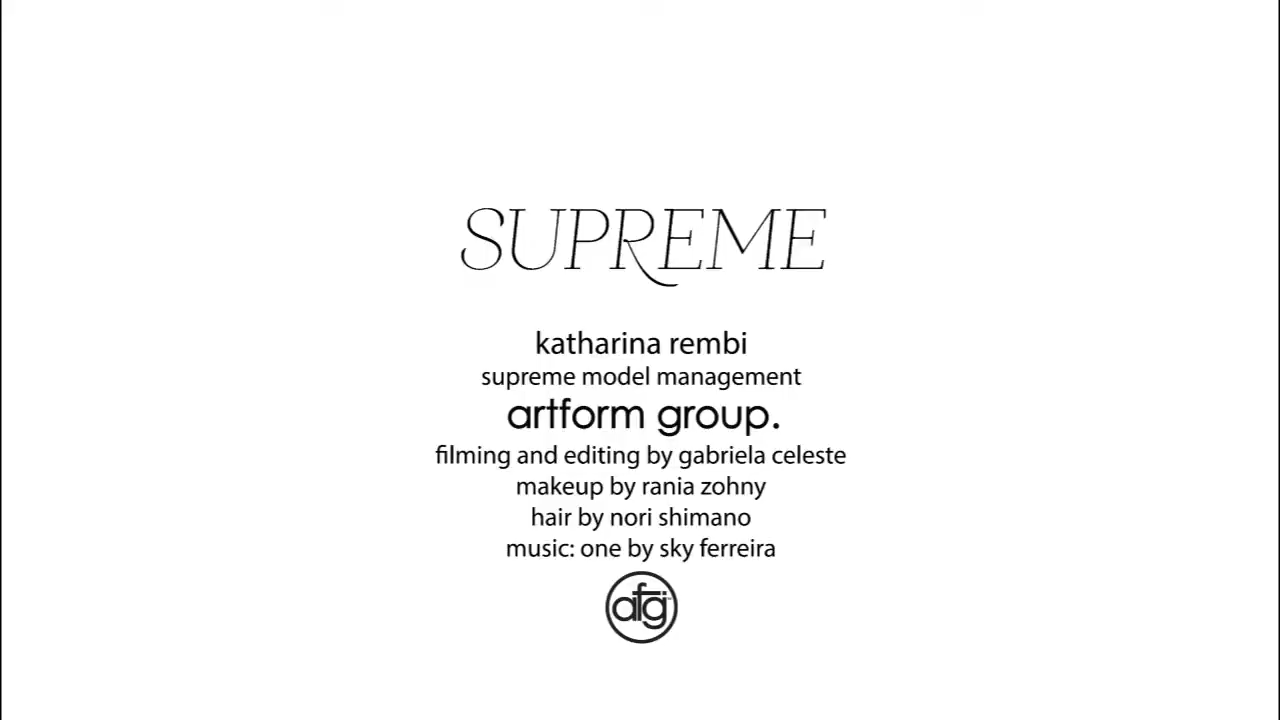 SUPREME
katharina rembi
supreme model management
artform group.
filming and editing by gabriela celeste
makeup by rania zohny
hair by nori shimano
music: one by sky ferreira
afg